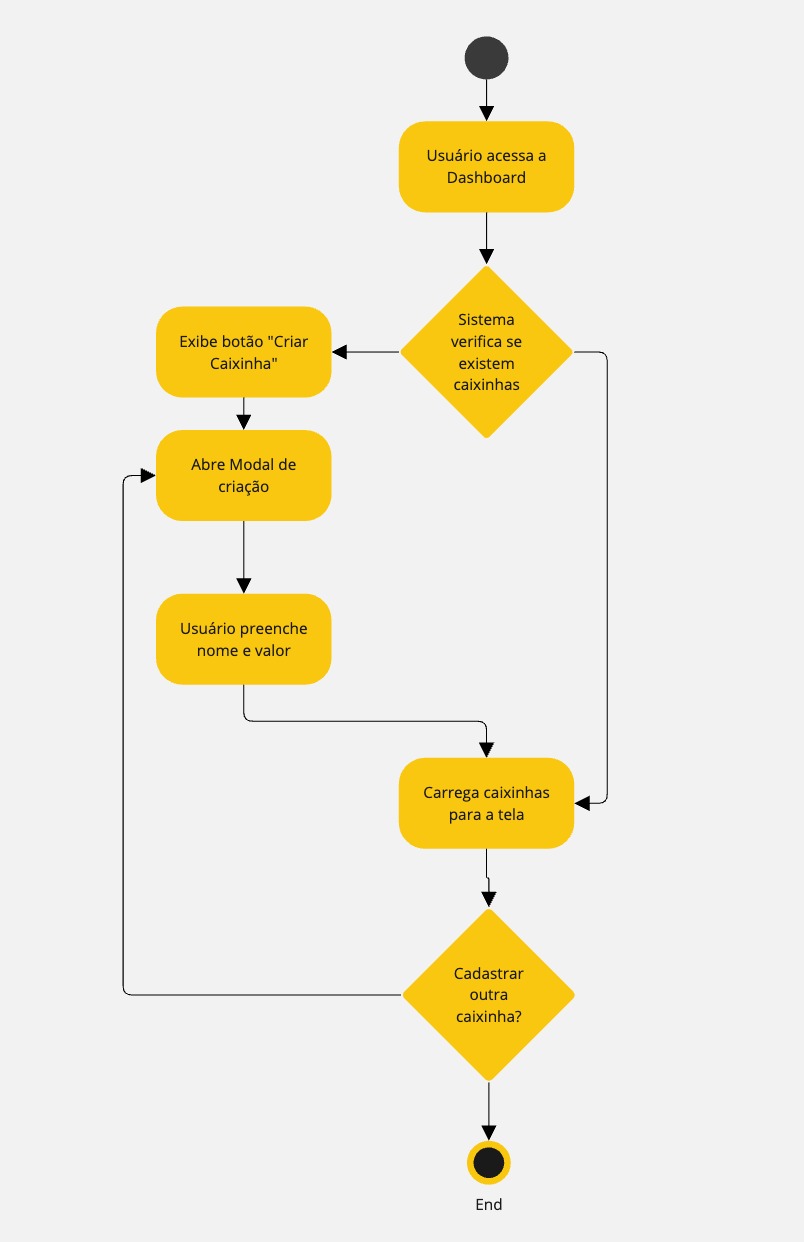 Usuário acessa a
Dashboard
Sistema
verifica se
existem
caixinhas
Exibe botão "Criar
Caixinha"
Abre Modal de
criação
Usuário preenche
nome e valor
Carrega caixinhas
para a tela
Cadastrar
outra
caixinha?
End